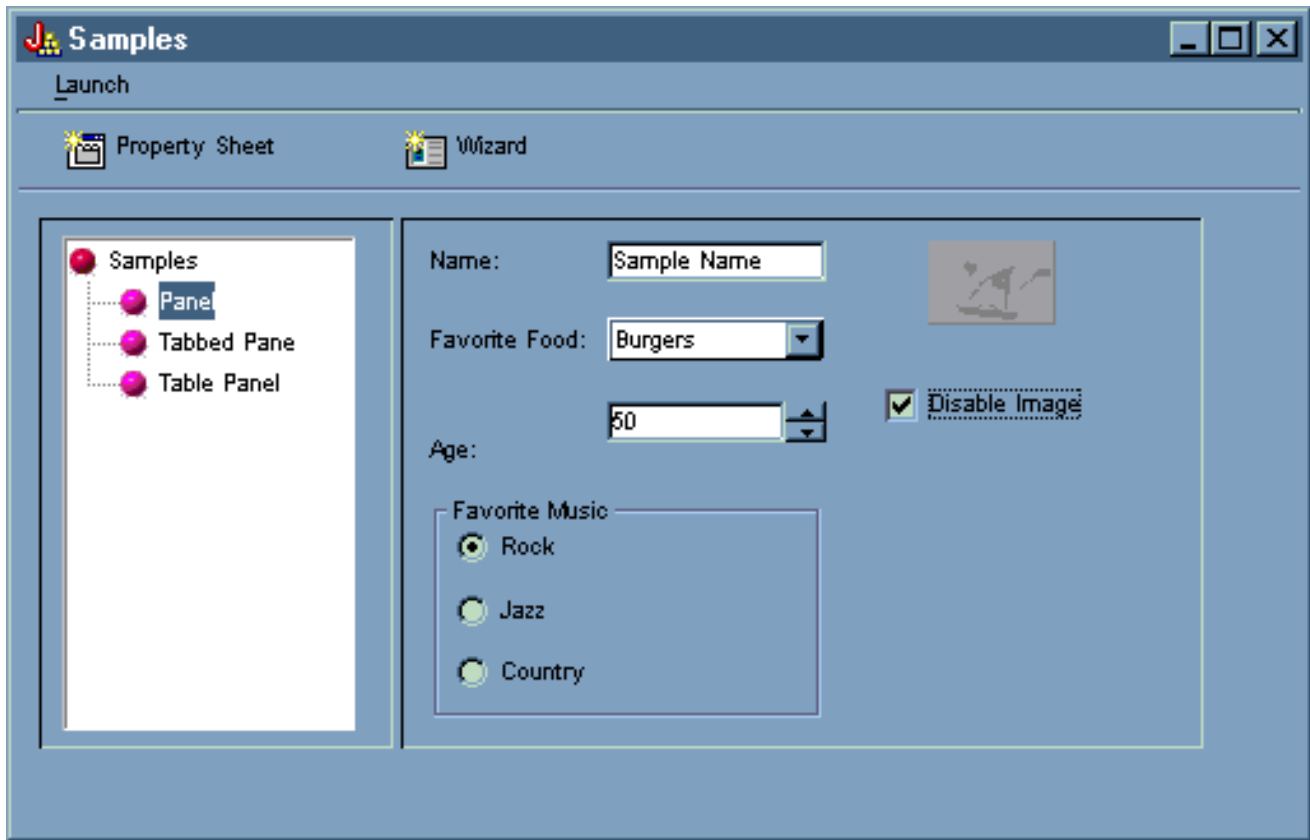 Samples
Launch
Property Sheet
Wizard
Samples
Panel
Tabbed Pane
Table Panel
Name:
Sample Name
Favorite Food:
Burgers
Age:
50
Disable Image
Favorite Music
Rock
Jazz
Country